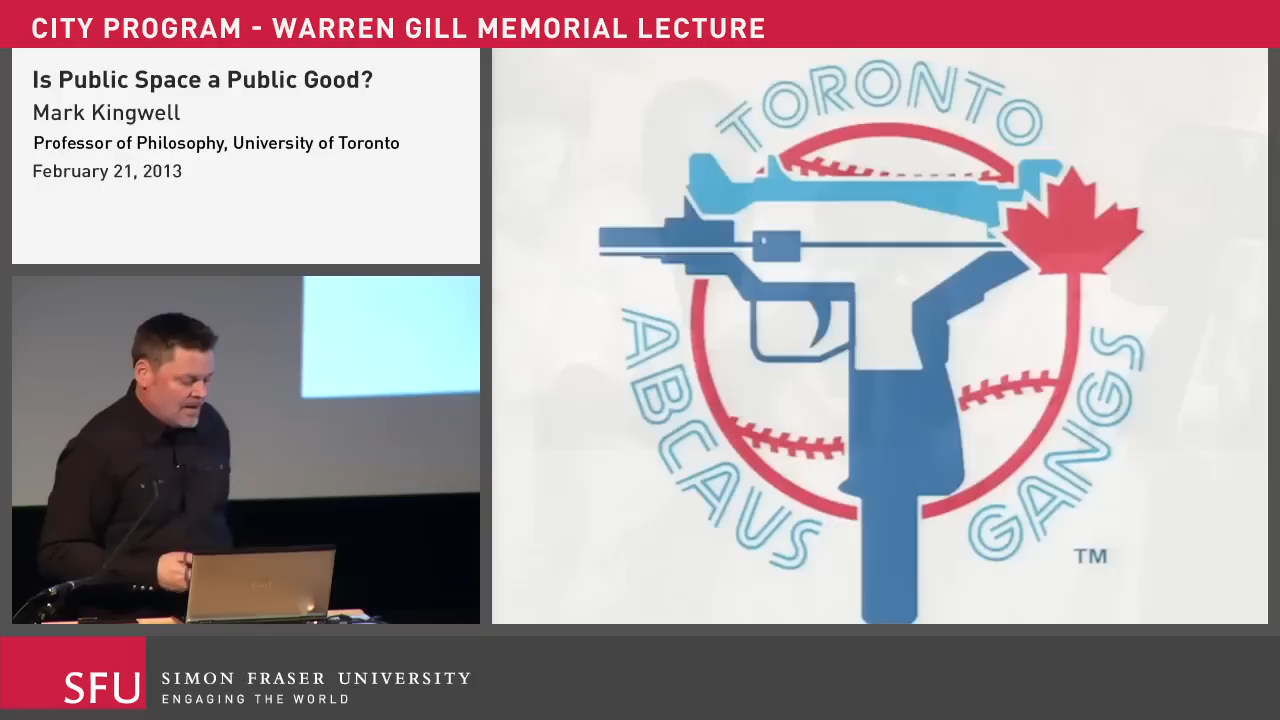 CITY PROGRAM - WARREN GILL MEMORIAL LECTURE
Is Public Space a Public Good?
Mark Kingwell
Professor of Philosophy, University of Toronto
February 21, 2013
TORONTO
ABCAUS
GANGS
TM
SFU
SIMON FRASER UNIVERSITY
ENGAGING THE WORLD